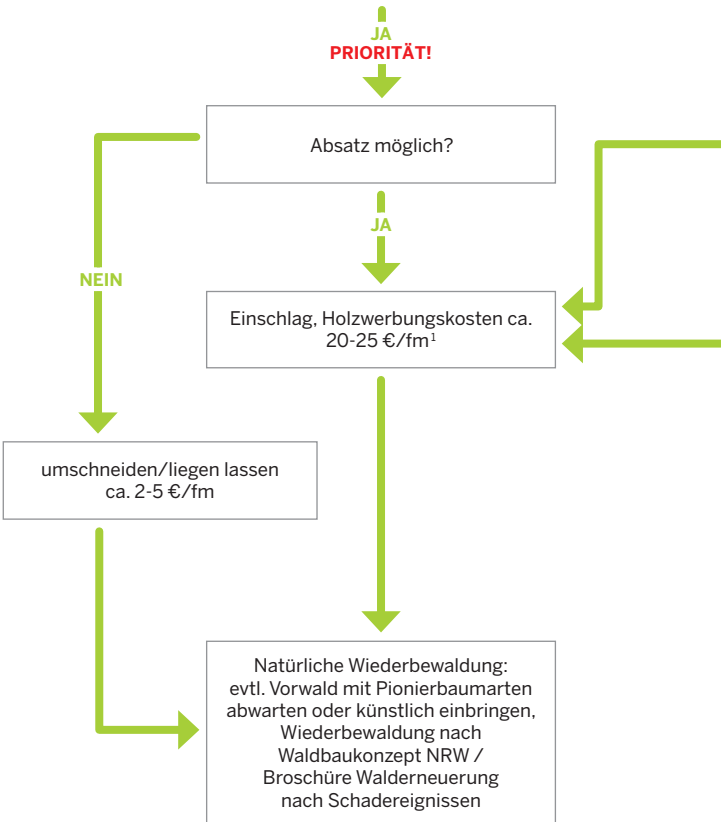 JA
PRIORITÄT!
Absatz möglich?
JA
NEIN
Einschlag, Holzwerbungskosten ca.
20-25 €/fm¹
umschneiden/liegen lassen
ca. 2-5 €/fm
Natürliche Wiederbewaldung:
evtl. Vorwald mit Pionierbaumarten
abwarten oder künstlich einbringen,
Wiederbewaldung nach
Waldbaukonzept NRW /
Broschüre Walderneuerung
nach Schadereignissen